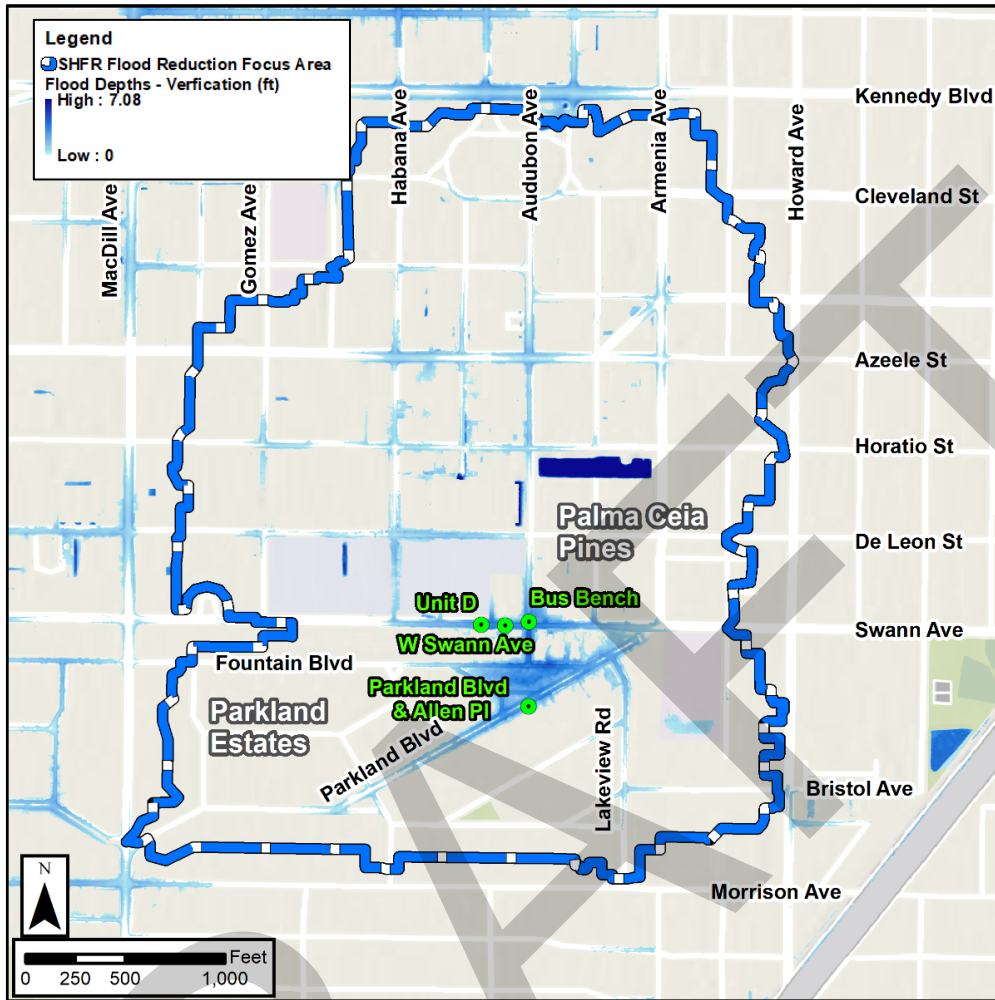 Legend
SHFR Flood Reduction Focus Area
Flood Depths - Verfication (ft)
High : 7.08
Low : 0
MacDill Ave
Gomez Ave
Habana Ave
Audubon Ave
Armenia Ave
Howard Ave
Kennedy Blvd
Cleveland St
Azeele St
Horatio St
Palma Ceia
Pines
De Leon St
Unit D
Bus Bench
W Swann Ave
Swann Ave
Fountain Blvd
Parkland Blvd
& Allen Pl
Parkland
Estates
Parkland Blvd
Lakeview Rd
Bristol Ave
Morrison Ave
N
Feet
0 250 500 1,000
DRAFT